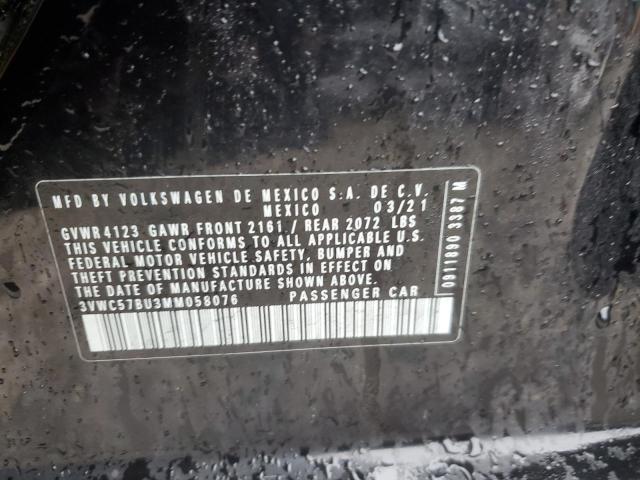 MFD BY VOLKSWAGEN DE MEXICO S.A. DE C.V.
MEXICO 03/21
GVWR 4123 GAWR FRONT 2161 / REAR 2072 LBS
THIS VEHICLE CONFORMS TO ALL APPLICABLE U.S.
FEDERAL MOTOR VEHICLE SAFETY, BUMPER AND
THEFT PREVENTION STANDARDS IN EFFECT ON
THE DATE OF MANUFACTURE SHOWN ABOVE.
3VWC57BU3MM058076 PASSENGER CAR
0911890 3387 M